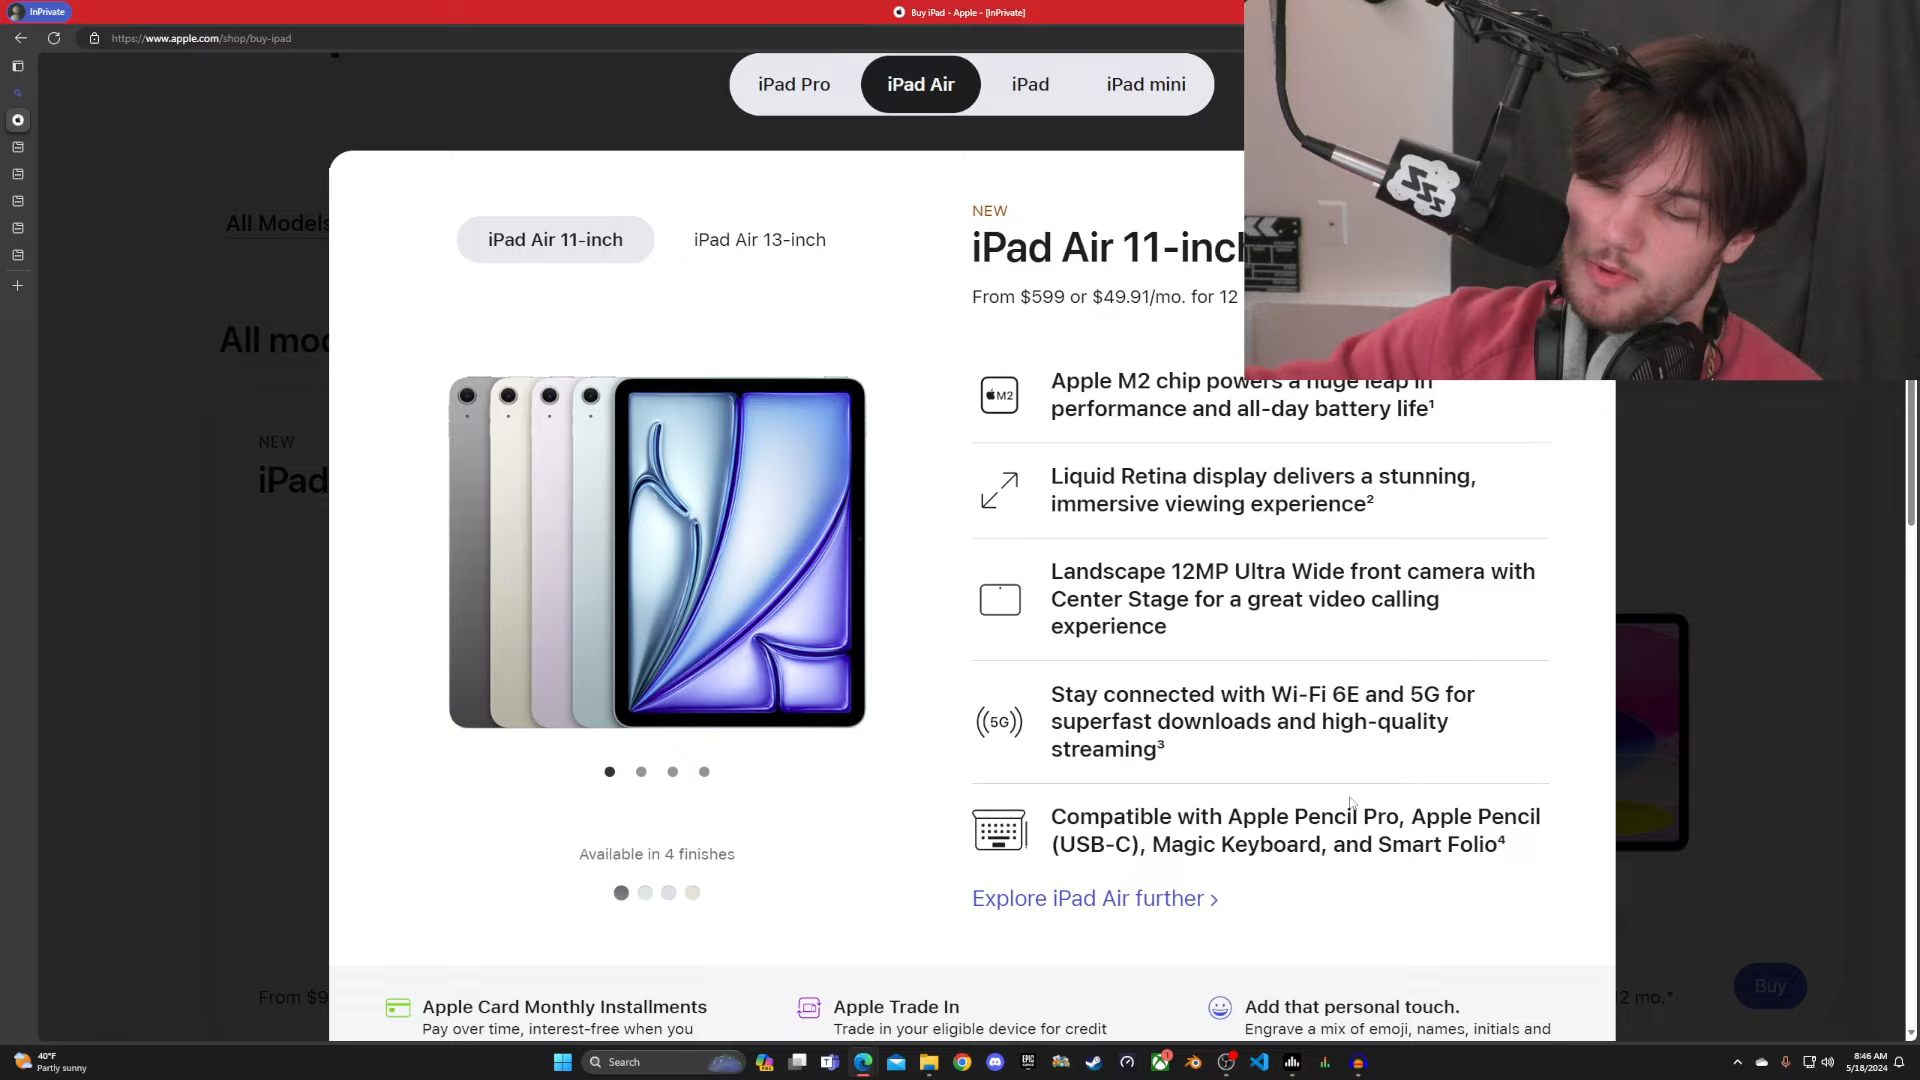 InPrivate
Buy iPad - Apple - [InPrivate]
https://www.apple.com/shop/buy-ipad
iPad Pro
iPad Air
iPad
iPad mini
All Models
All mo
NEW
iPad
From $9
iPad Air 11-inch
iPad Air 13-inch
Available in 4 finishes
NEW
iPad Air 11-inch
From $599 or $49.91/mo. for 12
M2
Apple M2 chip powers a huge leap in
performance and all-day battery life¹
Liquid Retina display delivers a stunning,
immersive viewing experience²
Landscape 12MP Ultra Wide front camera with
Center Stage for a great video calling
experience
5G
Stay connected with Wi-Fi 6E and 5G for
superfast downloads and high-quality
streaming³
Compatible with Apple Pencil Pro, Apple Pencil
(USB-C), Magic Keyboard, and Smart Folio⁴
Explore iPad Air further >
2 mo.*
Buy
Apple Card Monthly Installments
Pay over time, interest-free when you
Apple Trade In
Trade in your eligible device for credit
Add that personal touch.
Engrave a mix of emoji, names, initials and
40°F
Partly sunny
Search
8:46 AM
5/18/2024